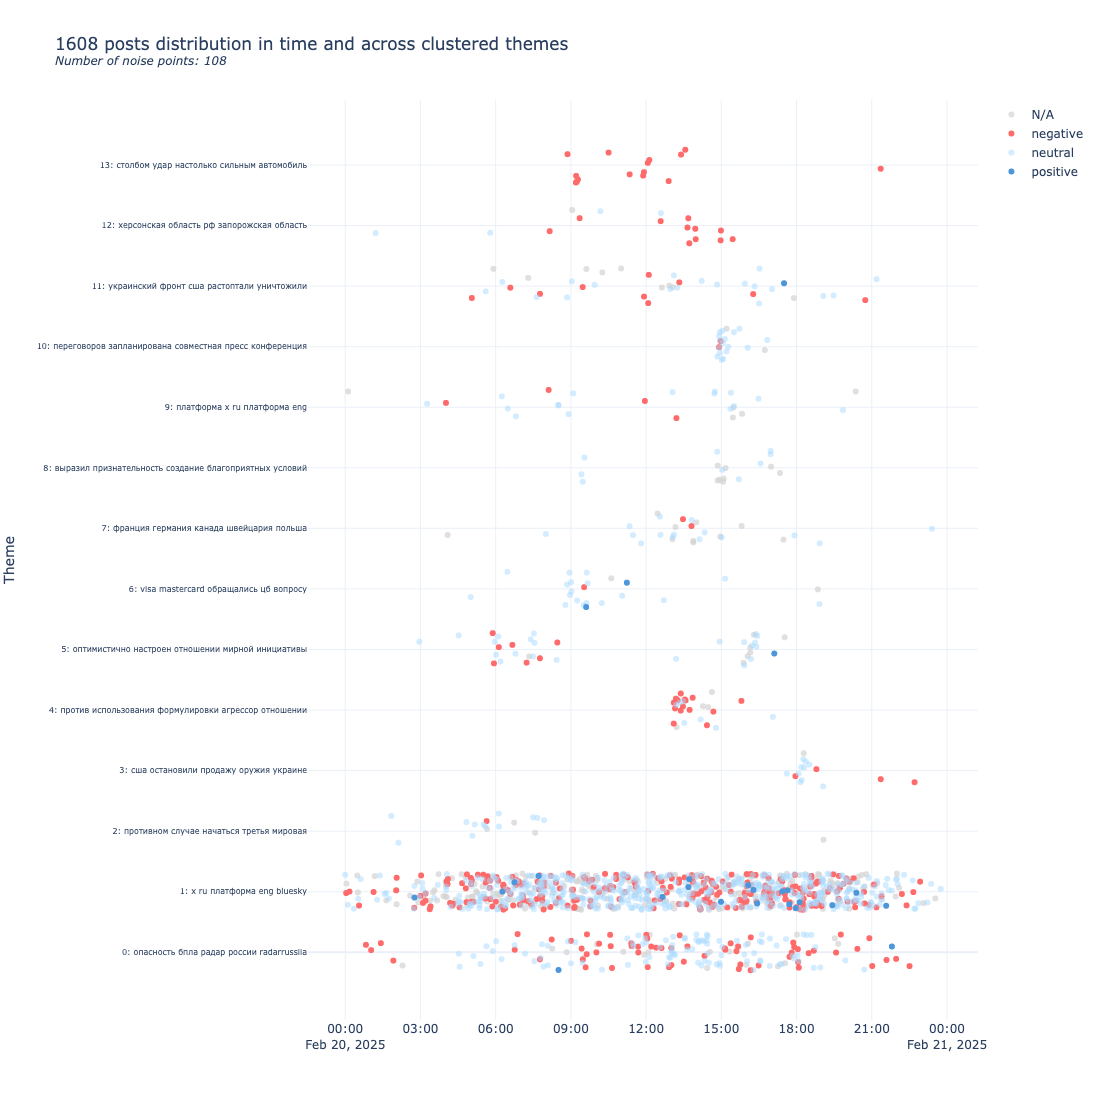 1608 posts distribution in time and across clustered themes
Number of noise points: 108
N/A
negative
neutral
positive
Theme
13: столбом удар настолько сильным автомобиль
12: херсонская область рф запорожская область
11: украинский фронт сша растоптали уничтожили
10: переговоров запланирована совместная пресс конференция
9: платформа x ru платформа eng
8: выразил признательность создание благоприятных условий
7: франция германия канада швейцария польша
6: visa mastercard обращались цб вопросу
5: оптимистично настроен отношении мирной инициативы
4: против использования формулировки агрессор отношении
3: сша остановили продажу оружия украине
2: противном случае начаться третья мировая
1: x ru платформа eng bluesky
0: опасность бпла радар россии radarrussiia
00:00 03:00 06:00 09:00 12:00 15:00 18:00 21:00 00:00
Feb 20, 2025 Feb 21, 2025